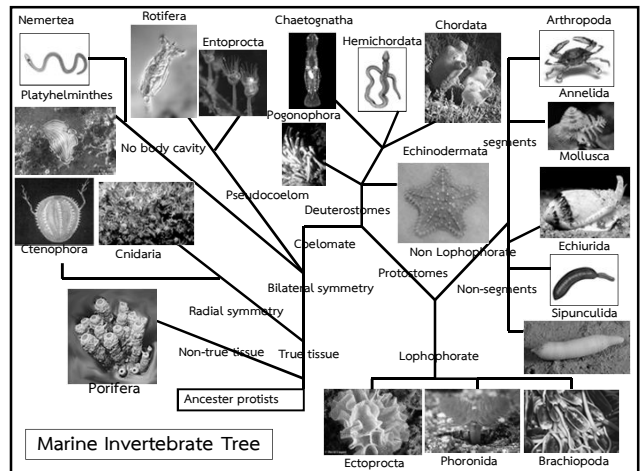 Nemertea
Rotifera
Chaetognatha
Chordata
Arthropoda
Entoprocta
Hemichordata
Platyhelminthes
Annelida
Pogonophora
No body cavity
Echinodermata
segments
Mollusca
Pseudocoelom
Deuterostomes
Ctenophora
Cnidaria
Coelomate
Non Lophophorate
Echiurida
Protostomes
Bilateral symmetry
Non-segments
Radial symmetry
Sipunculida
Non-true tissue
True tissue
Lophophorate
Porifera
Ancester protists
Marine Invertebrate Tree
Ectoprocta
Phoronida
Brachiopoda